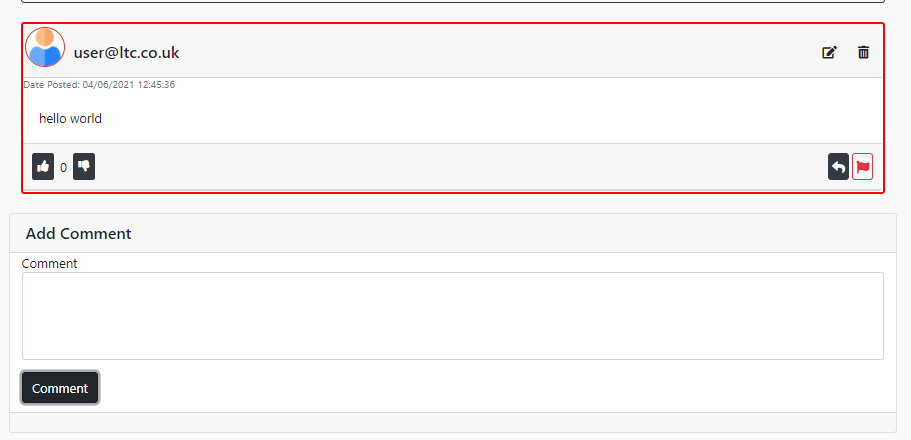 user@ltc.co.uk
Date Posted: 04/06/2021 12:45:36
hello world
0
Add Comment
Comment
Comment